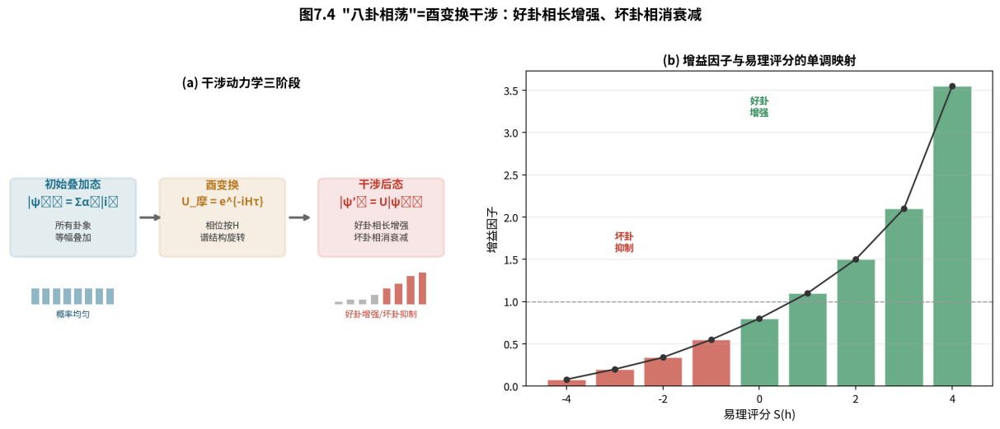 图7.4 "八卦相荡"=酉变换干涉：好卦相长增强、坏卦相消衰减
(a) 干涉动力学三阶段
初始叠加态
|ψ□□ = Σα□|i□
所有卦象
等幅叠加
概率均匀
酉变换
U_摩 = e^{-iHτ}
相位按H
谱结构旋转
干涉后态
|ψ′□ = U|ψ□□
好卦相长增强
坏卦相消衰减
好卦增强/坏卦抑制
(b) 增益因子与易理评分的单调映射
增益因子
3.5
3.0
2.5
2.0
1.5
1.0
0.5
0.0
好卦
增强
坏卦
抑制
-4
-2
0
2
4
易理评分 S(h)